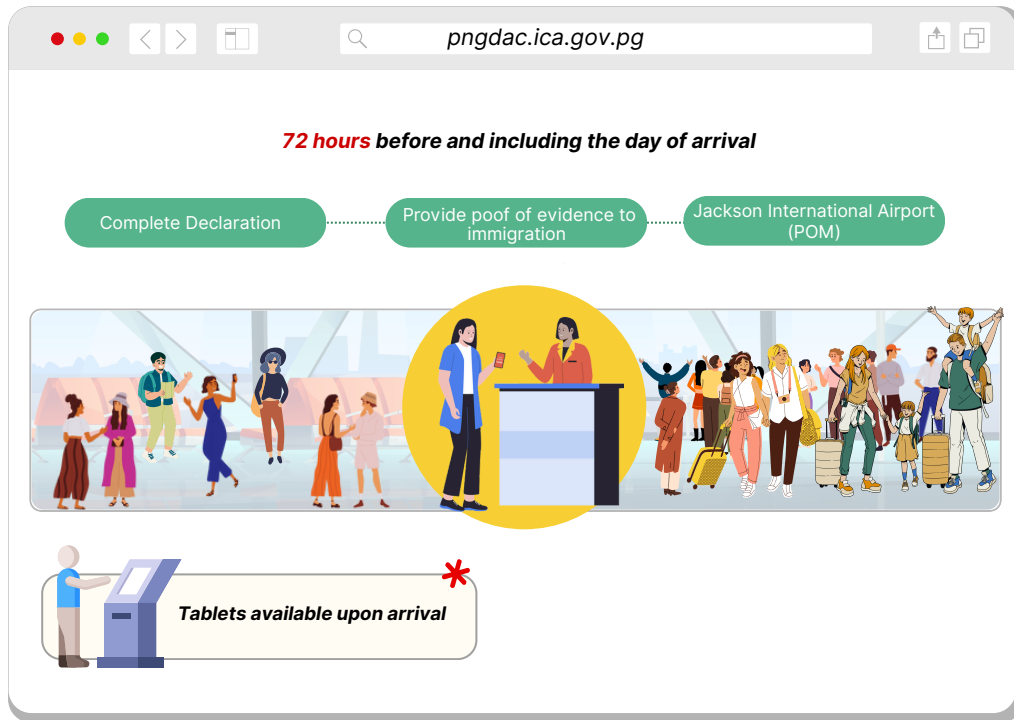 pngdac.ica.gov.pg
72 hours before and including the day of arrival
Complete Declaration
Provide poof of evidence to
immigration
Jackson International Airport
(POM)
Tablets available upon arrival